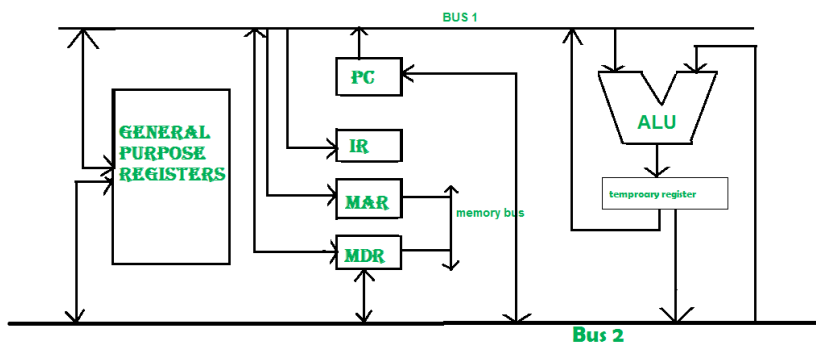 BUS 1
PC
GENERAL
PURPOSE
REGISTERS
IR
ALU
MAR
temproary register
memory bus
MDR
Bus 2